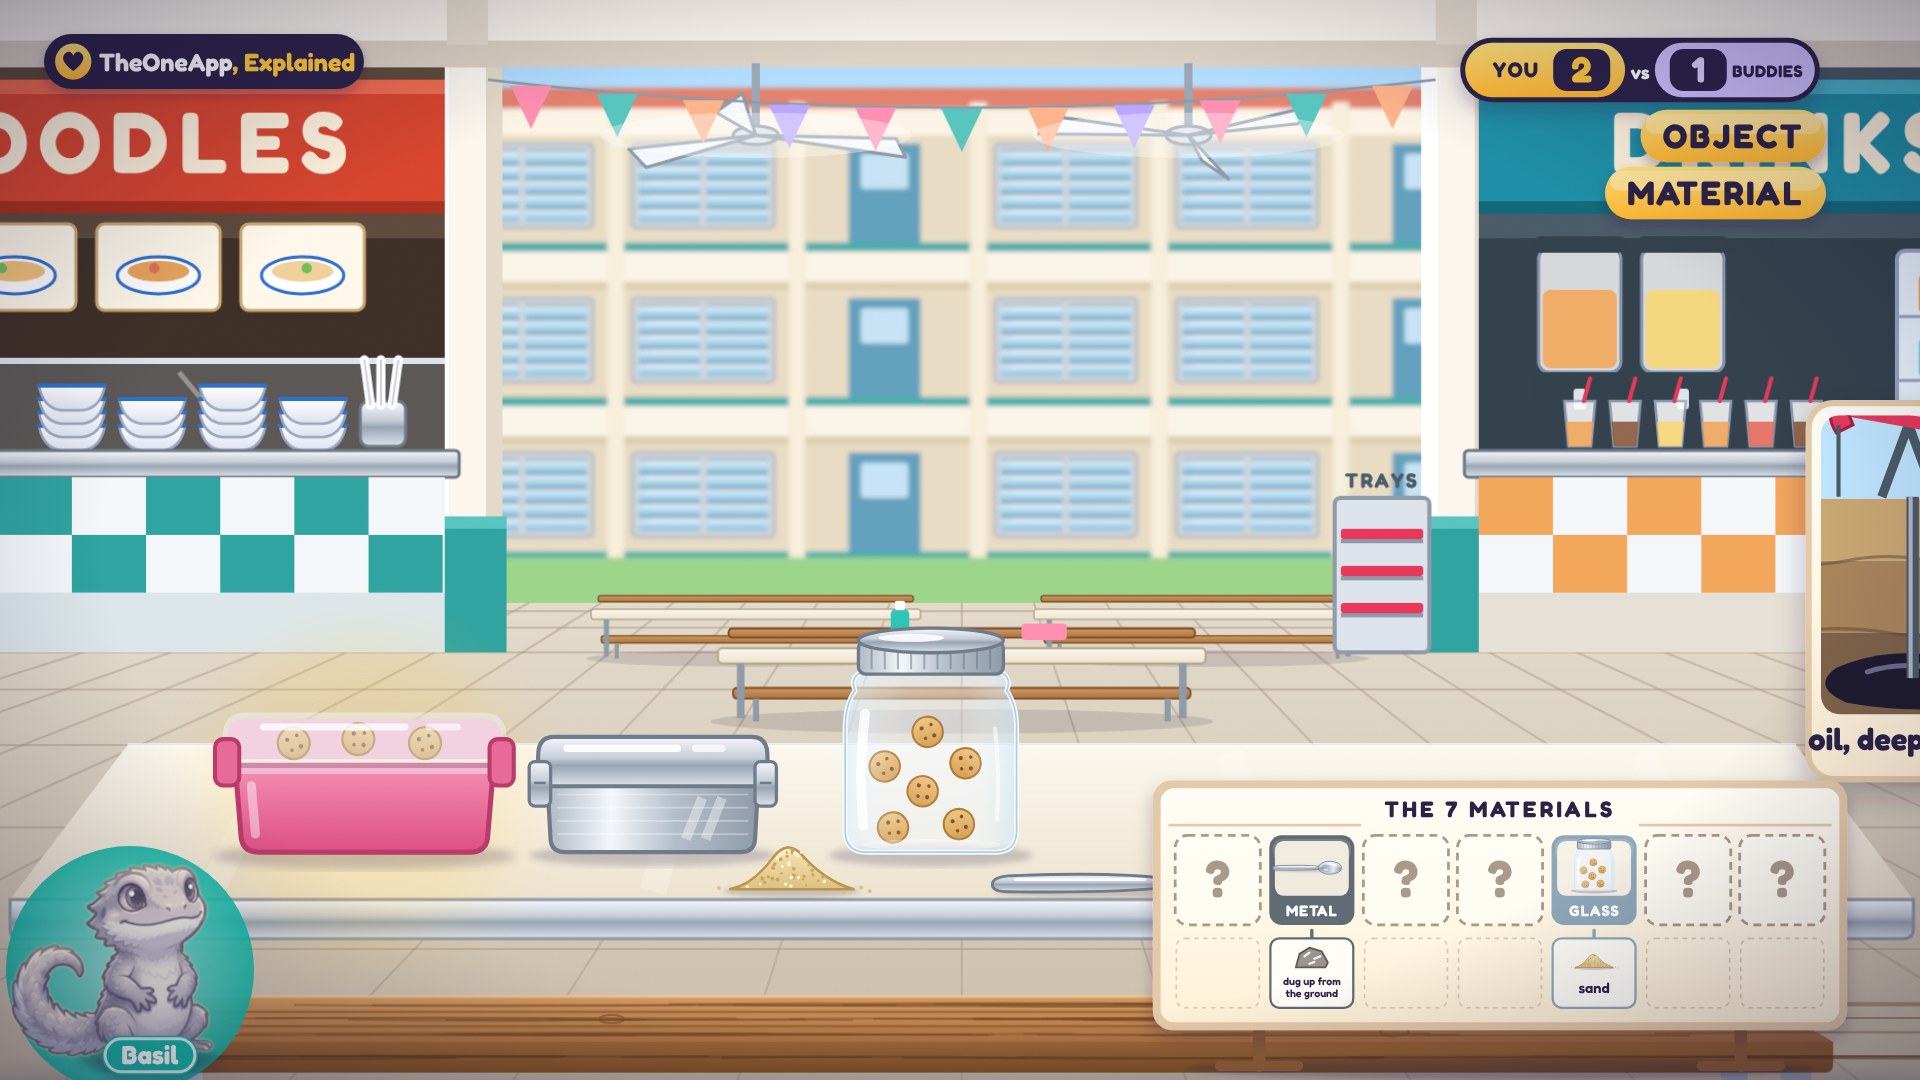 TheOneApp, Explained
YOU 2 vs 1 BUDDIES
OODLES
OBJECT
MATERIAL
TRAYS
oil, deep
THE 7 MATERIALS
? METAL ? ? GLASS ? ?
dug up from
the ground
sand
Basil